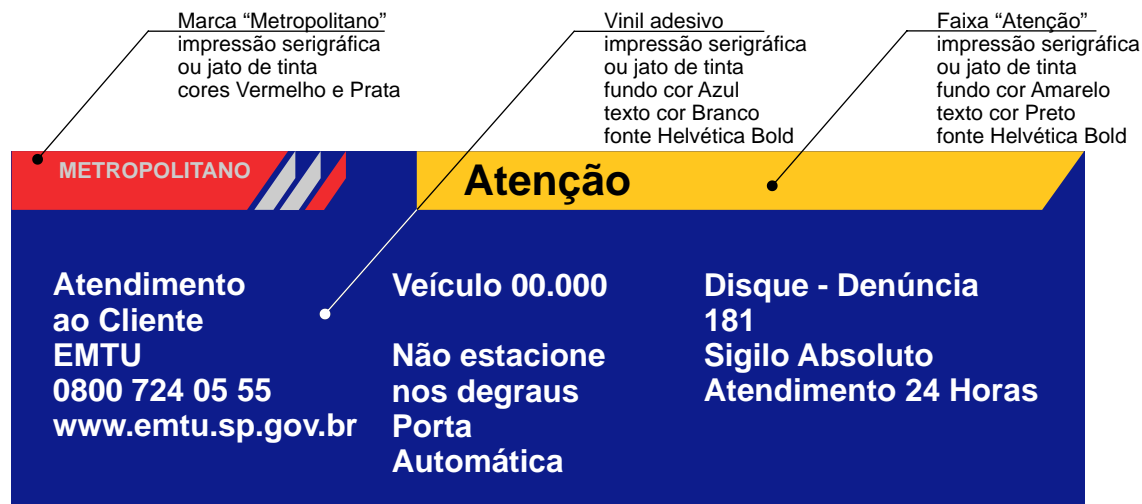 Marca “Metropolitano”
impressão serigráfica
ou jato de tinta
cores Vermelho e Prata
Vinil adesivo
impressão serigráfica
ou jato de tinta
fundo cor Azul
texto cor Branco
fonte Helvética Bold
Faixa “Atenção”
impressão serigráfica
ou jato de tinta
fundo cor Amarelo
texto cor Preto
fonte Helvética Bold
METROPOLITANO
Atenção
Atendimento
ao Cliente
EMTU
0800 724 05 55
www.emtu.sp.gov.br
Veículo 00.000
Não estacione
nos degraus
Porta
Automática
Disque - Denúncia
181
Sigilo Absoluto
Atendimento 24 Horas